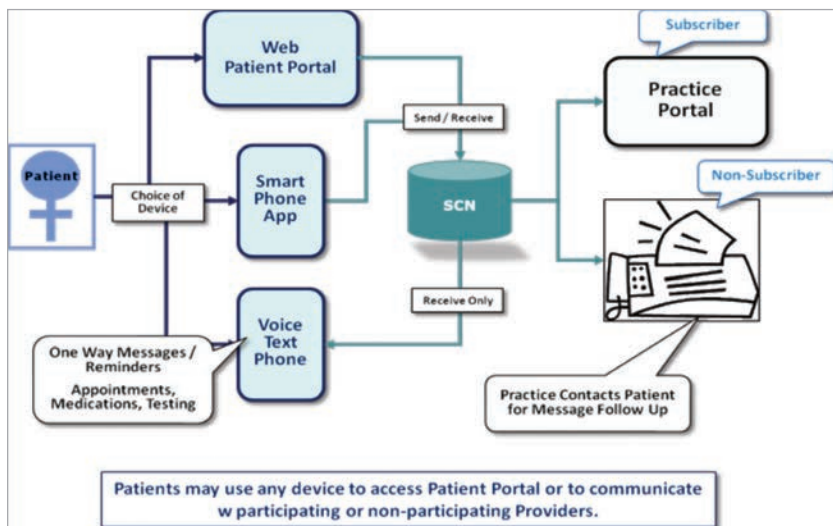 Subscriber
Web
Patient Portal
Practice
Portal
Send / Receive
Patient
Choice of
Device
Smart
Phone
App
SCN
Non-Subscriber
Receive Only
Voice
Text
Phone
One Way Messages /
Reminders
Appointments,
Medications, Testing
Practice Contacts Patient
for Message Follow Up
Patients may use any device to access Patient Portal or to communicate
w participating or non-participating Providers.